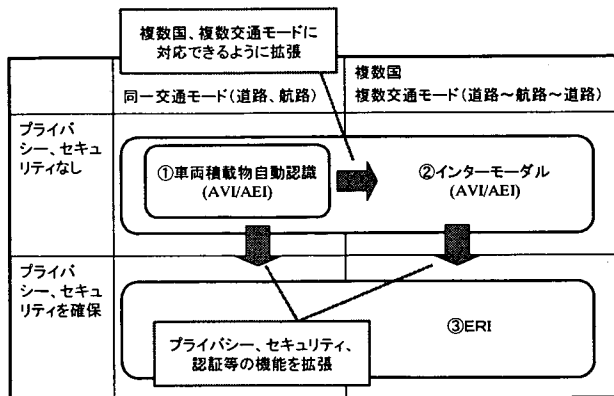 複数国、複数交通モードに
対応できるように拡張
同一交通モード(道路、航路)
複数国
複数交通モード(道路～航路～道路)
プライバ
シー、セキュ
リティなし
①車両積載物自動認識
(AVI/AEI)
②インターモーダル
(AVI/AEI)
プライバ
シー、セキュ
リティを確保
③ERI
プライバシー、セキュリティ、
認証等の機能を拡張